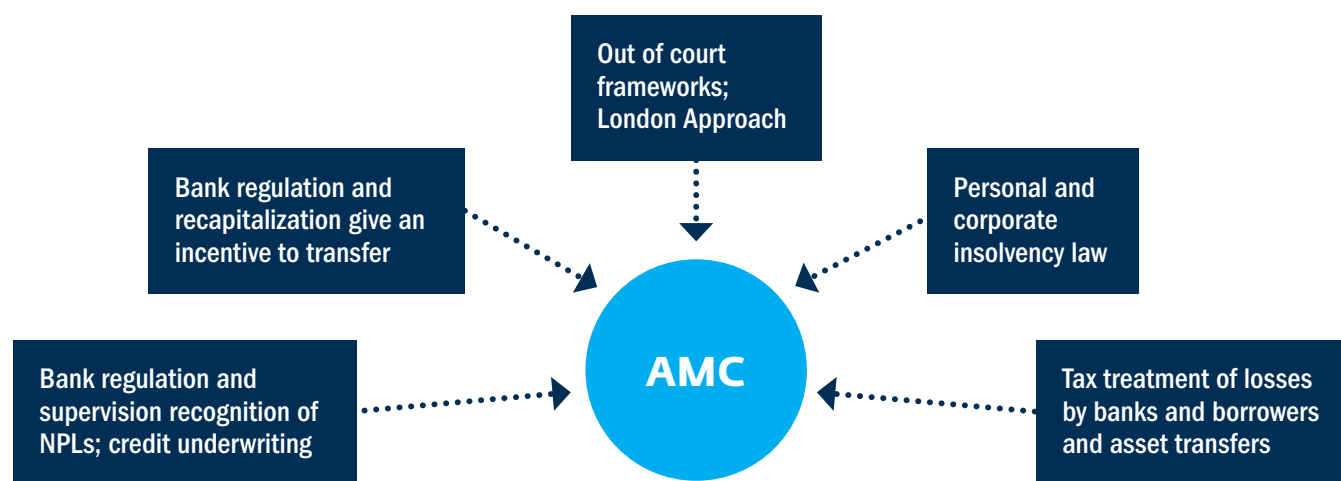 Out of court
frameworks;
London Approach
Bank regulation and
recapitalization give an
incentive to transfer
Personal and
corporate
insolvency law
AMC
Bank regulation and
supervision recognition of
NPLs; credit underwriting
Tax treatment of losses
by banks and borrowers
and asset transfers